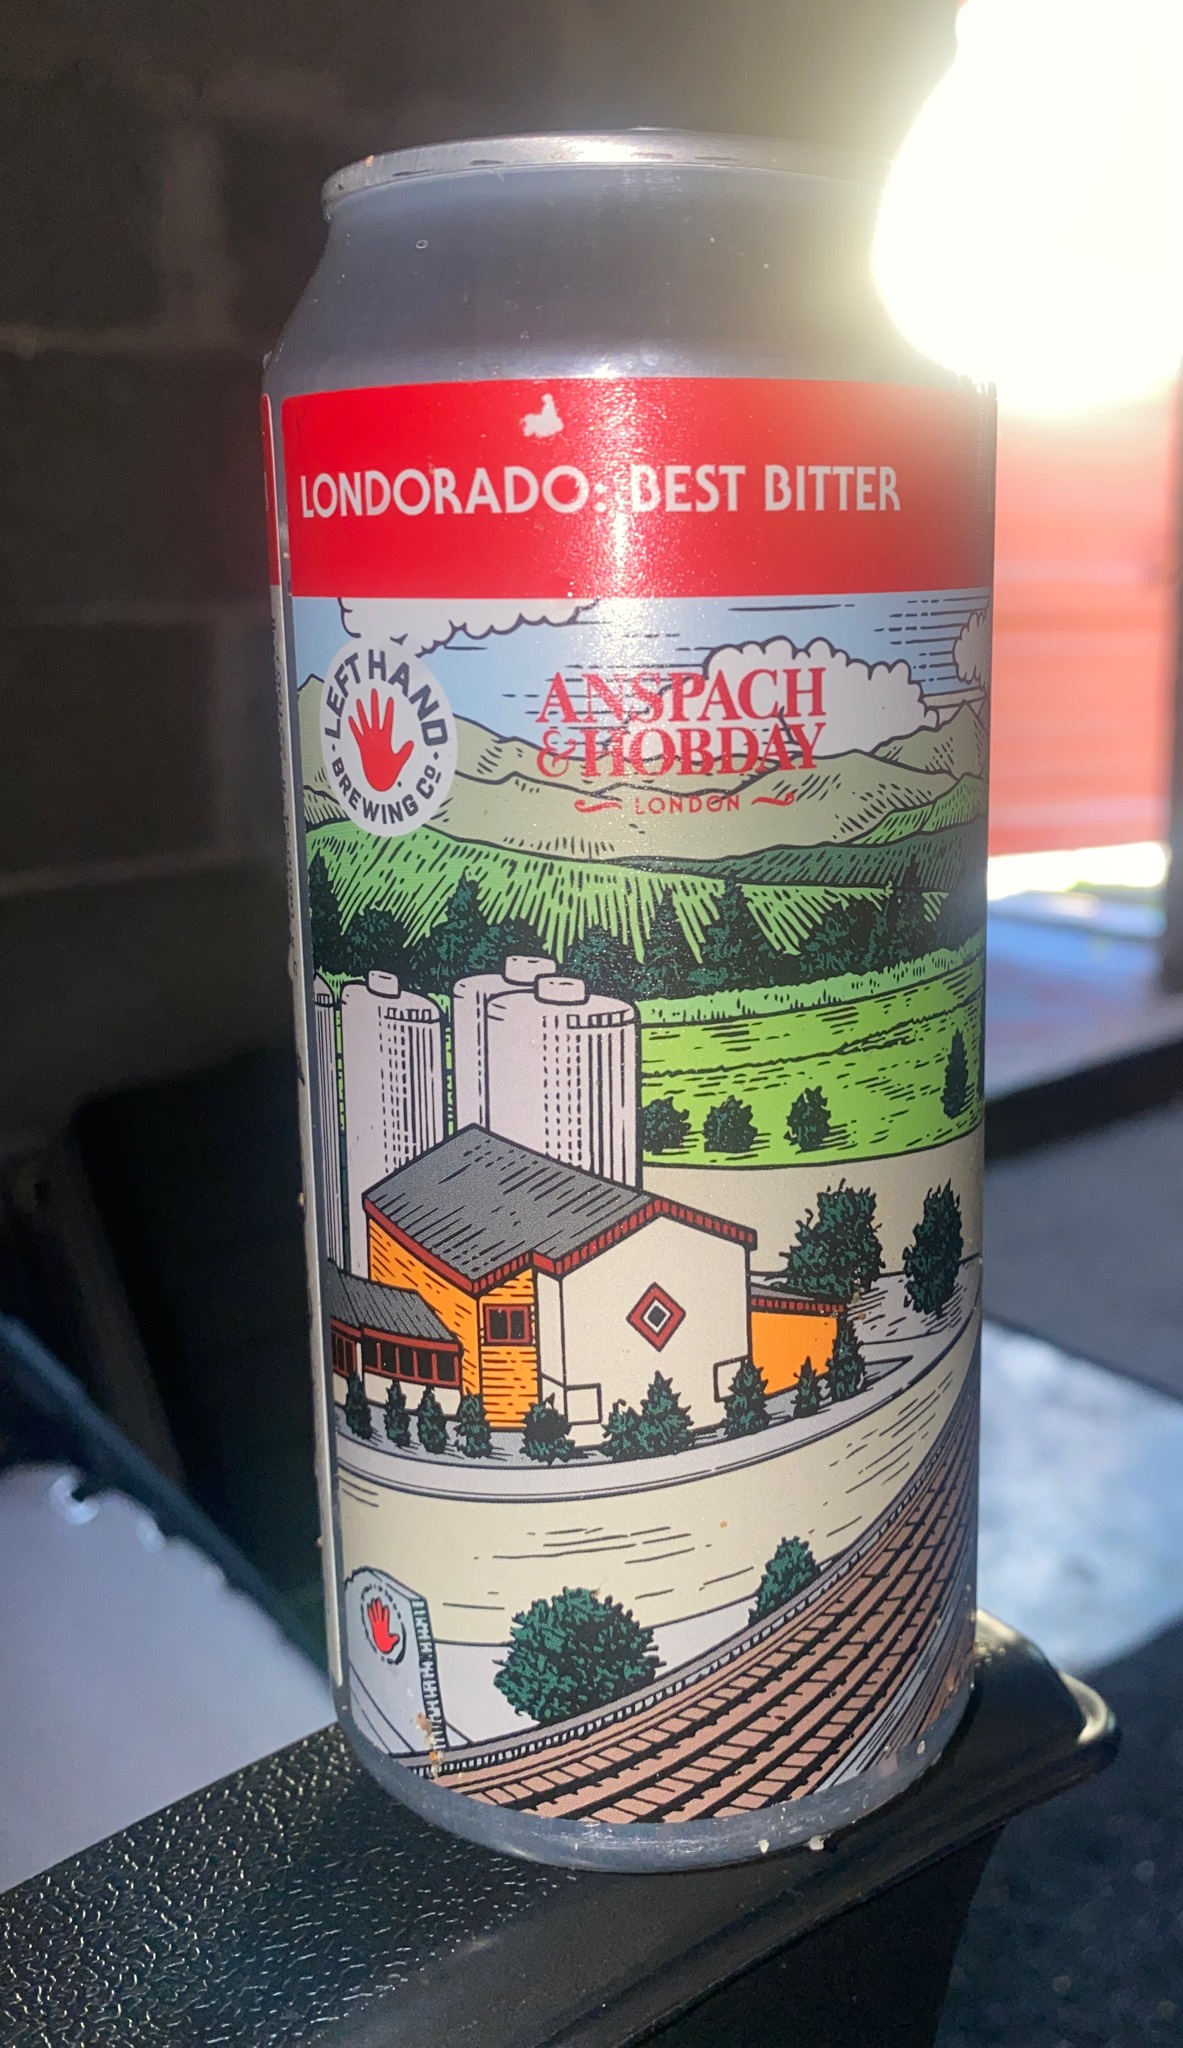 LONDORADO: BEST BITTER
LEFT HAND
BREWING CO
ANSPACH
& HOBDAY
LONDON